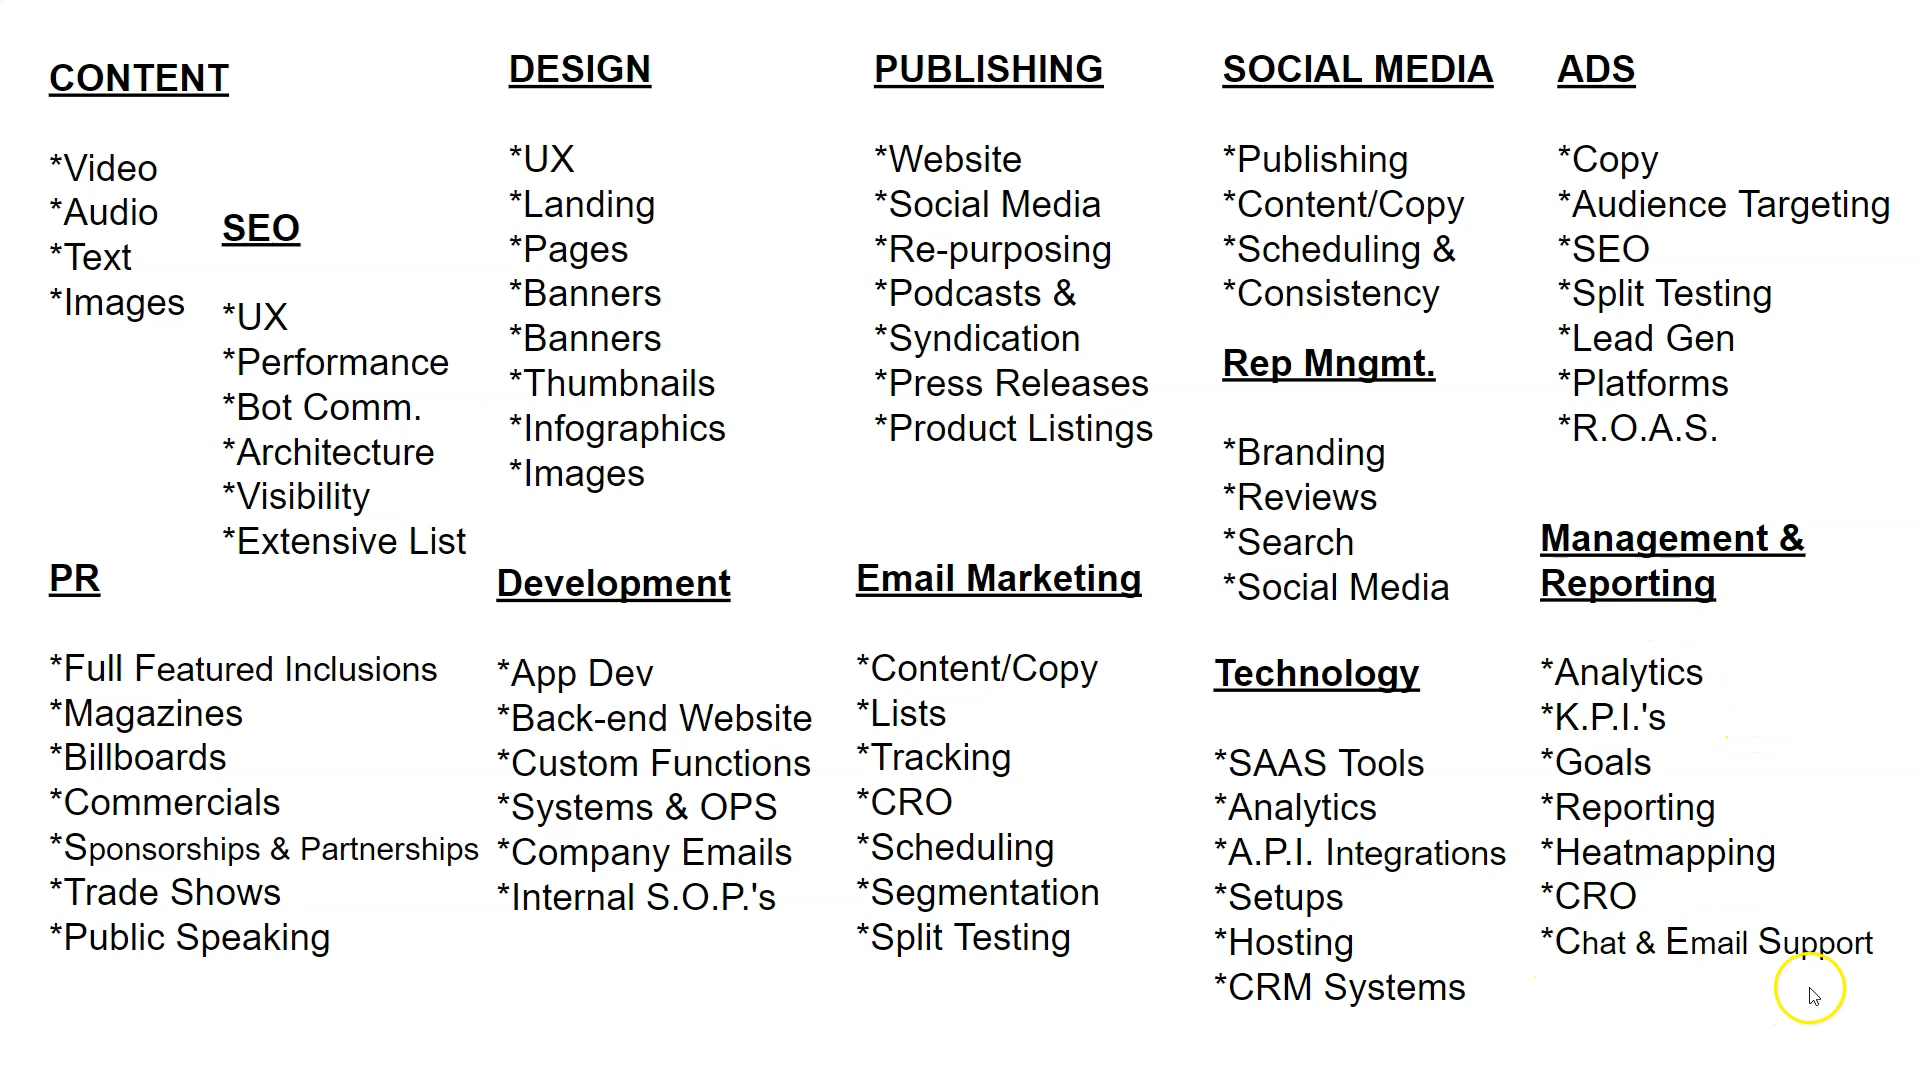 CONTENT
*Video
*Audio
*Text
*Images
SEO
*UX
*Performance
*Bot Comm.
*Architecture
*Visibility
*Extensive List
DESIGN
*UX
*Landing
*Pages
*Banners
*Banners
*Thumbnails
*Infographics
*Images
PUBLISHING
*Website
*Social Media
*Re-purposing
*Podcasts &
*Syndication
*Press Releases
*Product Listings
SOCIAL MEDIA
*Publishing
*Content/Copy
*Scheduling &
*Consistency
Rep Mngmt.
*Branding
*Reviews
*Search
*Social Media
ADS
*Copy
*Audience Targeting
*SEO
*Split Testing
*Lead Gen
*Platforms
*R.O.A.S.
PR
*Full Featured Inclusions
*Magazines
*Billboards
*Commercials
*Sponsorships & Partnerships
*Trade Shows
*Public Speaking
Development
*App Dev
*Back-end Website
*Custom Functions
*Systems & OPS
*Company Emails
*Internal S.O.P.'s
Email Marketing
*Content/Copy
*Lists
*Tracking
*CRO
*Scheduling
*Segmentation
*Split Testing
Technology
*SAAS Tools
*Analytics
*A.P.I. Integrations
*Setups
*Hosting
*CRM Systems
Management &
Reporting
*Analytics
*K.P.I.'s
*Goals
*Reporting
*Heatmapping
*CRO
*Chat & Email Support